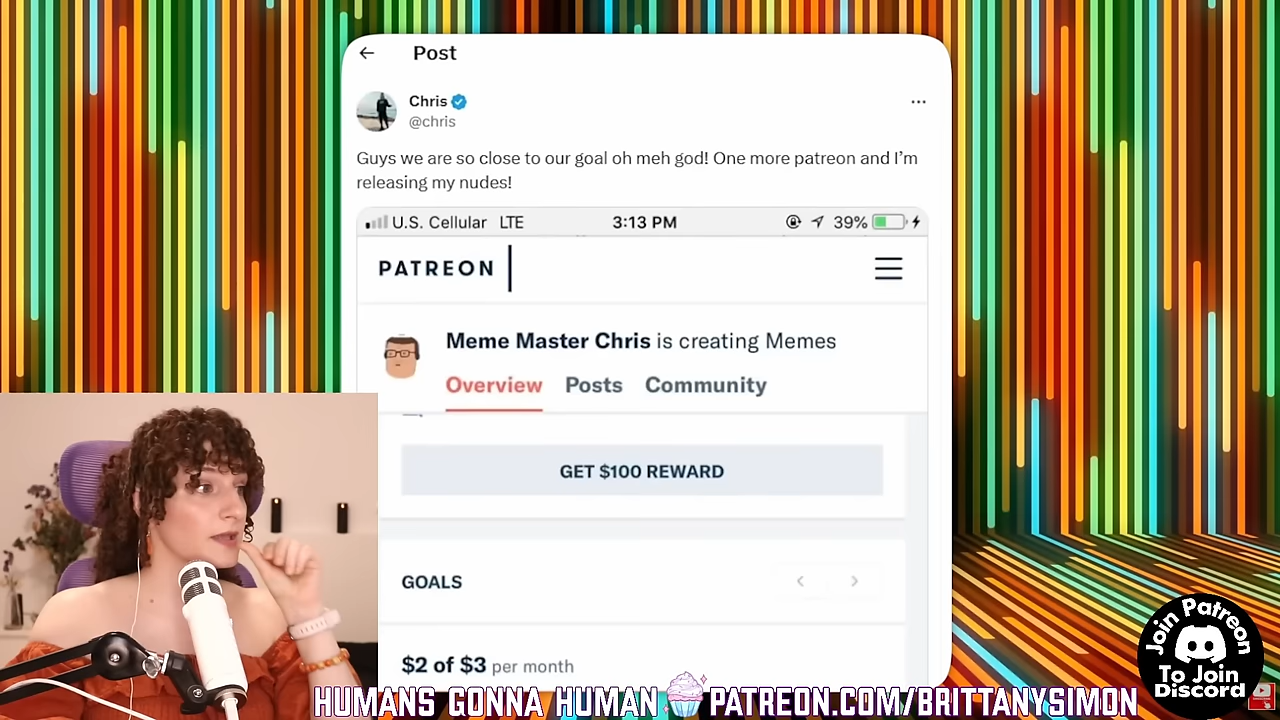 Post
Chris
@chris
Guys we are so close to our goal oh meh god! One more patreon and I’m
releasing my nudes!
U.S. Cellular LTE 3:13 PM 39%
PATREON
Meme Master Chris is creating Memes
Overview Posts Community
GET $100 REWARD
GOALS
$2 of $3 per month
Join Patreon
To Join
Discord
HUMANS GONNA HUMAN PATREON.COM/BRITTANYSIMON